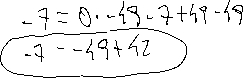 -7 = 0 · -49 - 7 + 49 - 49
-7 - -49 + 42